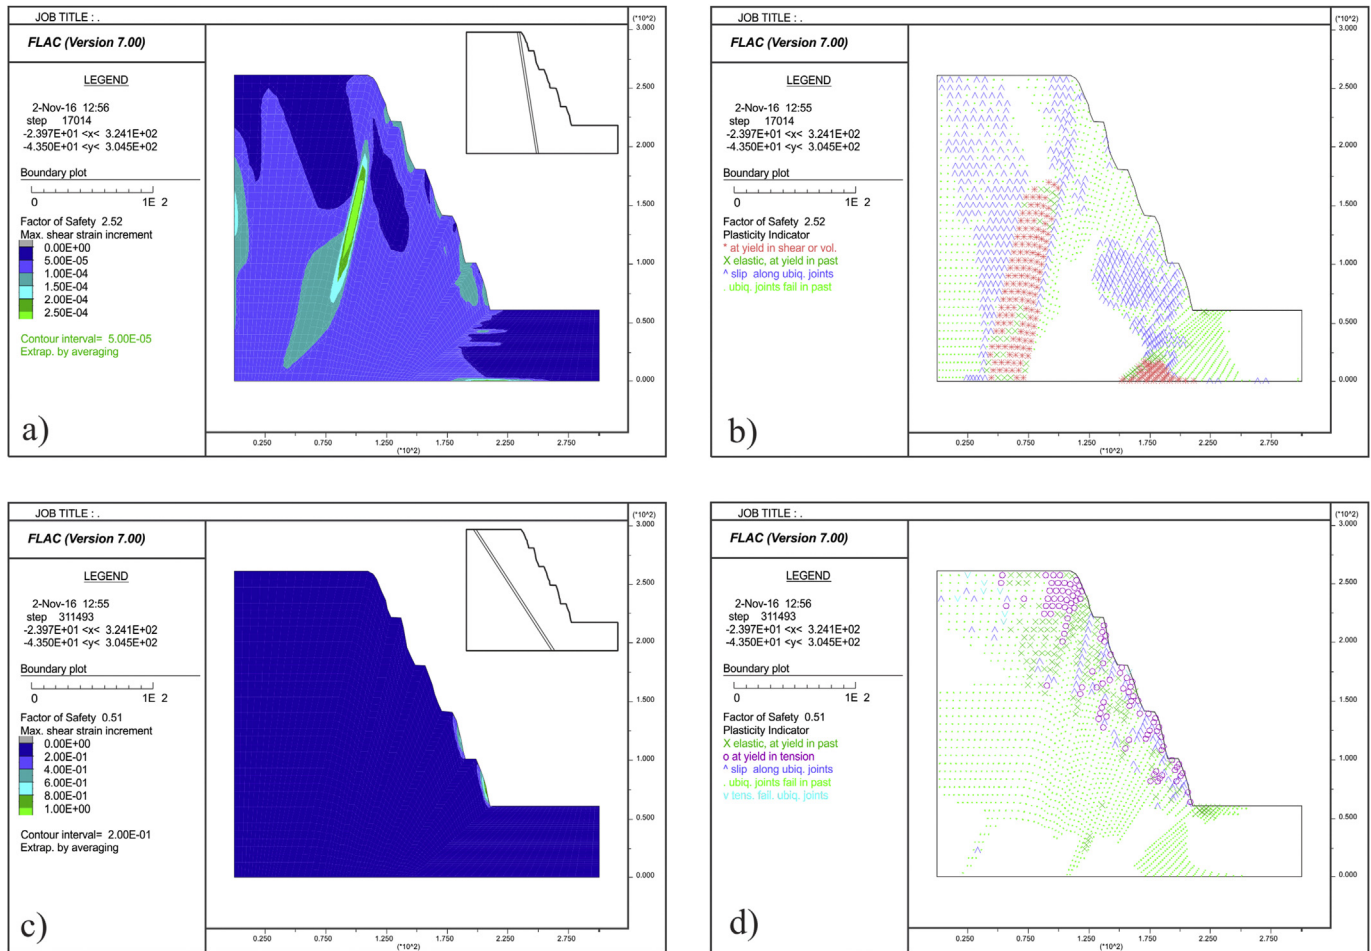 JOB TITLE : .
(*10^2)
FLAC (Version 7.00)
LEGEND
2-Nov-16 12:56
step 17014
-2.397E+01 <x< 3.241E+02
-4.350E+01 <y< 3.045E+02
Boundary plot
0 1E 2
Factor of Safety 2.52
Max. shear strain increment
0.00E+00
5.00E-05
1.00E-04
1.50E-04
2.00E-04
2.50E-04
Contour interval= 5.00E-05
Extrap. by averaging
3.000
2.500
2.000
1.500
1.000
0.500
0.000
0.250 0.750 1.250 1.750 2.250 2.750
(*10^2)
a)
JOB TITLE : .
(*10^2)
FLAC (Version 7.00)
LEGEND
2-Nov-16 12:55
step 17014
-2.397E+01 <x< 3.241E+02
-4.350E+01 <y< 3.045E+02
Boundary plot
0 1E 2
Factor of Safety 2.52
Plasticity Indicator
* at yield in shear or vol.
X elastic, at yield in past
^ slip along ubiq. joints
. ubiq. joints fail in past
3.000
2.500
2.000
1.500
1.000
0.500
0.000
0.250 0.750 1.250 1.750 2.250 2.750
(*10^2)
b)
JOB TITLE : .
(*10^2)
FLAC (Version 7.00)
LEGEND
2-Nov-16 12:55
step 311493
-2.397E+01 <x< 3.241E+02
-4.350E+01 <y< 3.045E+02
Boundary plot
0 1E 2
Factor of Safety 0.51
Max. shear strain increment
0.00E+00
2.00E-01
4.00E-01
6.00E-01
8.00E-01
1.00E+00
Contour interval= 2.00E-01
Extrap. by averaging
3.000
2.500
2.000
1.500
1.000
0.500
0.000
0.250 0.750 1.250 1.750 2.250 2.750
(*10^2)
c)
JOB TITLE : .
(*10^2)
FLAC (Version 7.00)
LEGEND
2-Nov-16 12:56
step 311493
-2.397E+01 <x< 3.241E+02
-4.350E+01 <y< 3.045E+02
Boundary plot
0 1E 2
Factor of Safety 0.51
Plasticity Indicator
X elastic, at yield in past
o at yield in tension
^ slip along ubiq. joints
. ubiq. joints fail in past
v tens. fail. ubiq. joints
3.000
2.500
2.000
1.500
1.000
0.500
0.000
0.250 0.750 1.250 1.750 2.250 2.750
(*10^2)
d)